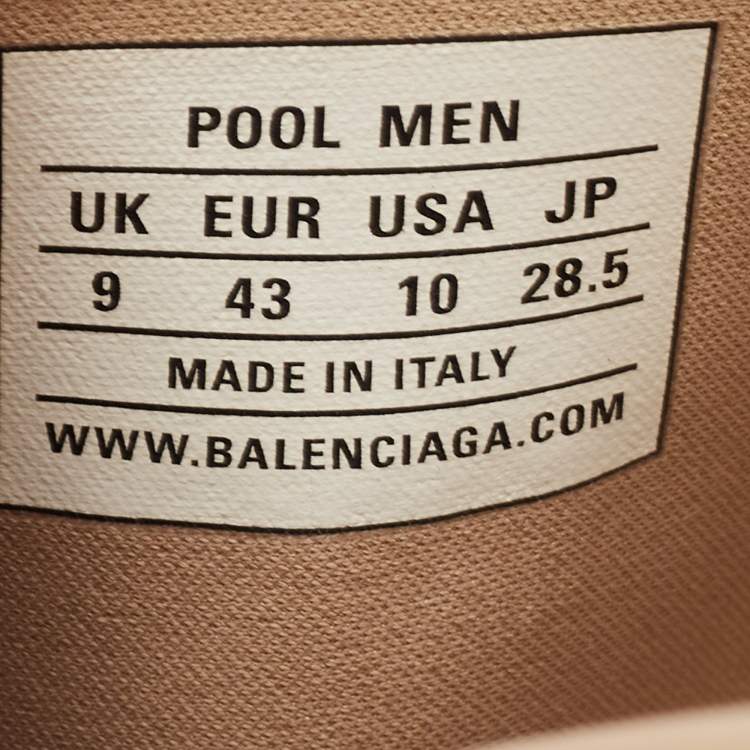 POOL MEN
UK EUR USA JP
9 43 10 28.5
MADE IN ITALY
WWW.BALENCIAGA.COM